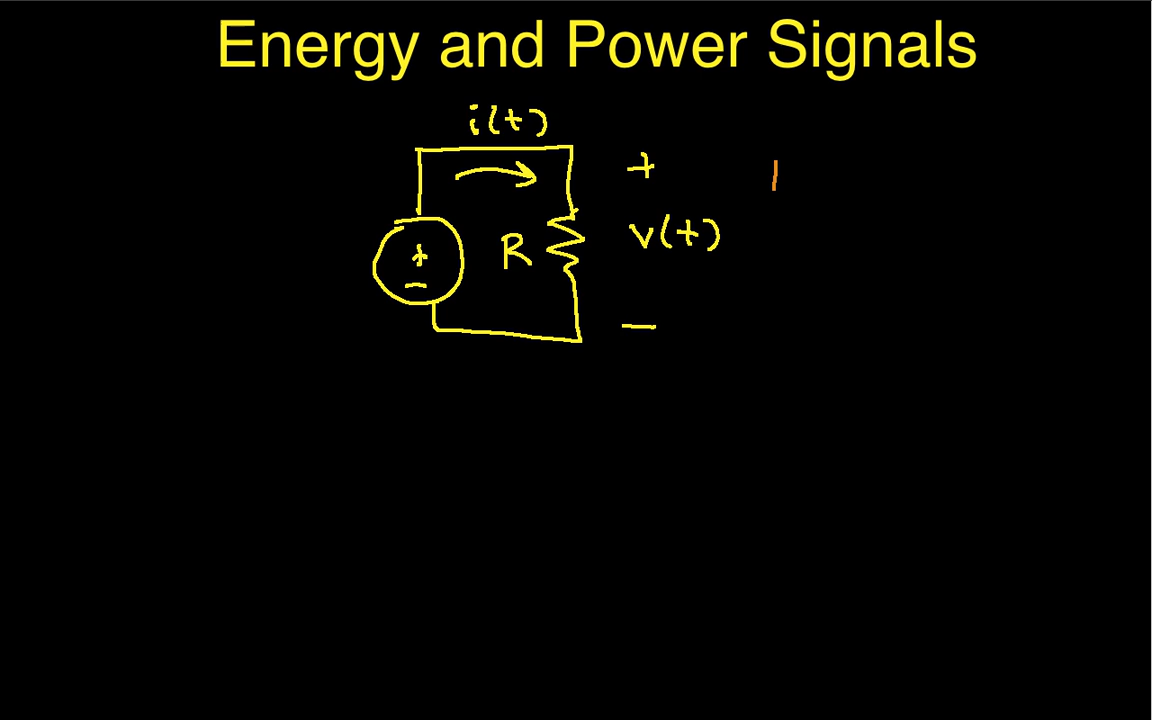 Energy and Power Signals
i(t)
+
R
v(t)
+
−
−